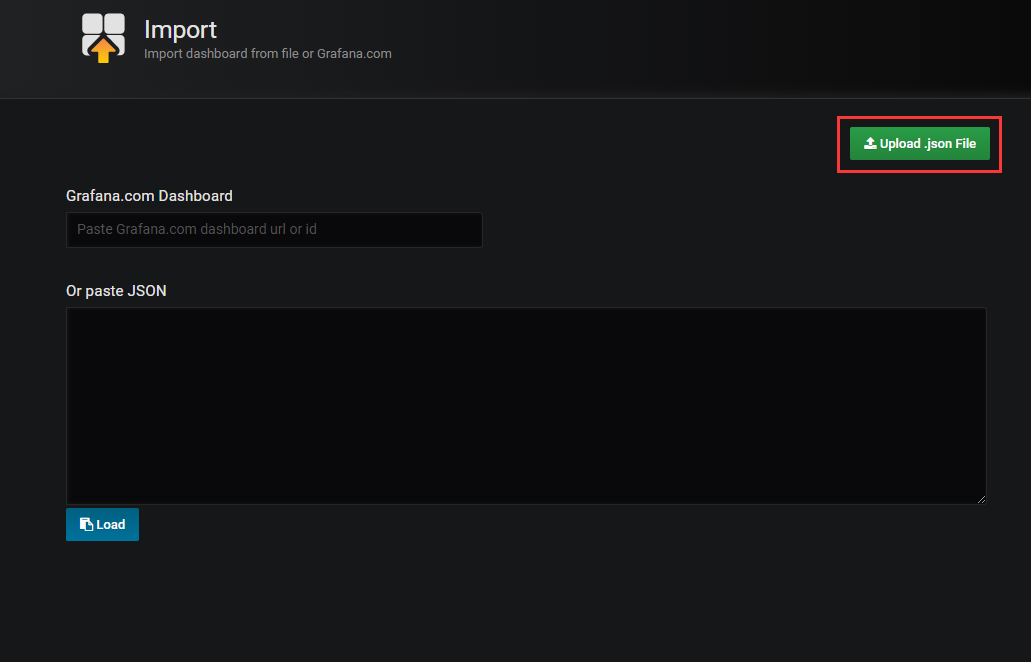 Import
Import dashboard from file or Grafana.com
Upload .json File
Grafana.com Dashboard
Paste Grafana.com dashboard url or id
Or paste JSON
Load